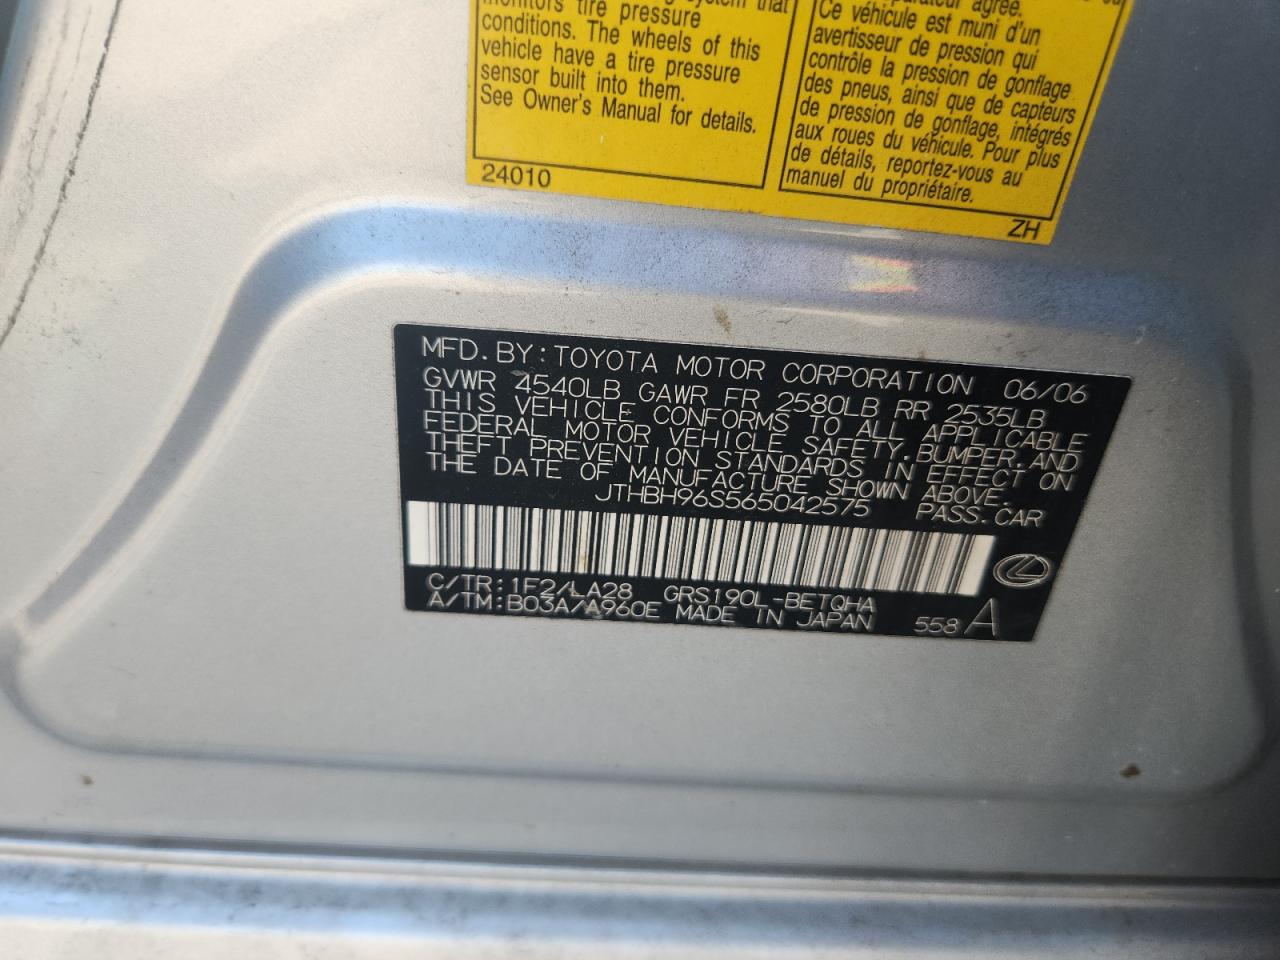 monitors tire pressure
conditions. The wheels of this
vehicle have a tire pressure
sensor built into them.
See Owner's Manual for details.
24010
agréé.
Ce véhicule est muni d'un
avertisseur de pression qui
contrôle la pression de gonflage
des pneus, ainsi que de capteurs
de pression de gonflage, intégrés
aux roues du véhicule. Pour plus
de détails, reportez-vous au
manuel du propriétaire.
ZH
MFD. BY: TOYOTA MOTOR CORPORATION 06/06
GVWR 4540LB GAWR FR 2580LB RR 2535LB
THIS VEHICLE CONFORMS TO ALL APPLICABLE
FEDERAL MOTOR VEHICLE SAFETY, BUMPER, AND
THEFT PREVENTION STANDARDS IN EFFECT ON
THE DATE OF MANUFACTURE SHOWN ABOVE.
JTHBH96S565042575 PASS. CAR
C/TR: 1F2/LA28 GRS190L-BETQHA
A/TM: B03A/A960E MADE IN JAPAN 558 A